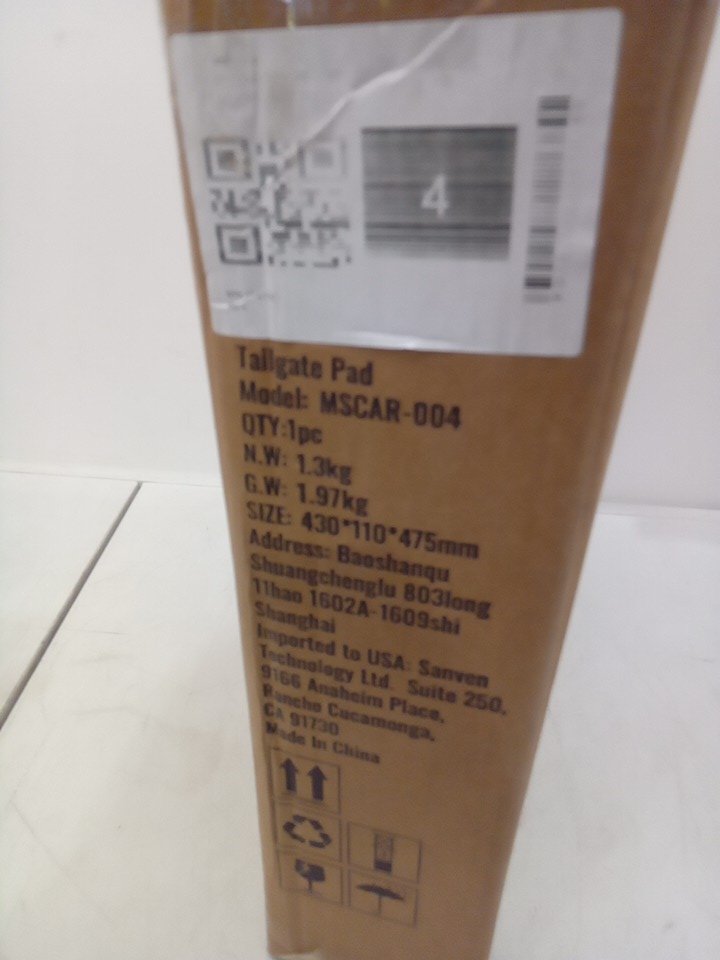 4
Tailgate Pad
Model: MSCAR-004
QTY:1pc
N.W: 1.3kg
G.W: 1.97kg
SIZE: 430*110*475mm
Address: Baoshanqu
Shuangchenglu 803long
11hao 1602A-1609shi
Shanghai
Imported to USA: Sanven
Technology Ltd. Suite 250,
9166 Anaheim Place,
Rancho Cucamonga,
CA 91730
Made In China